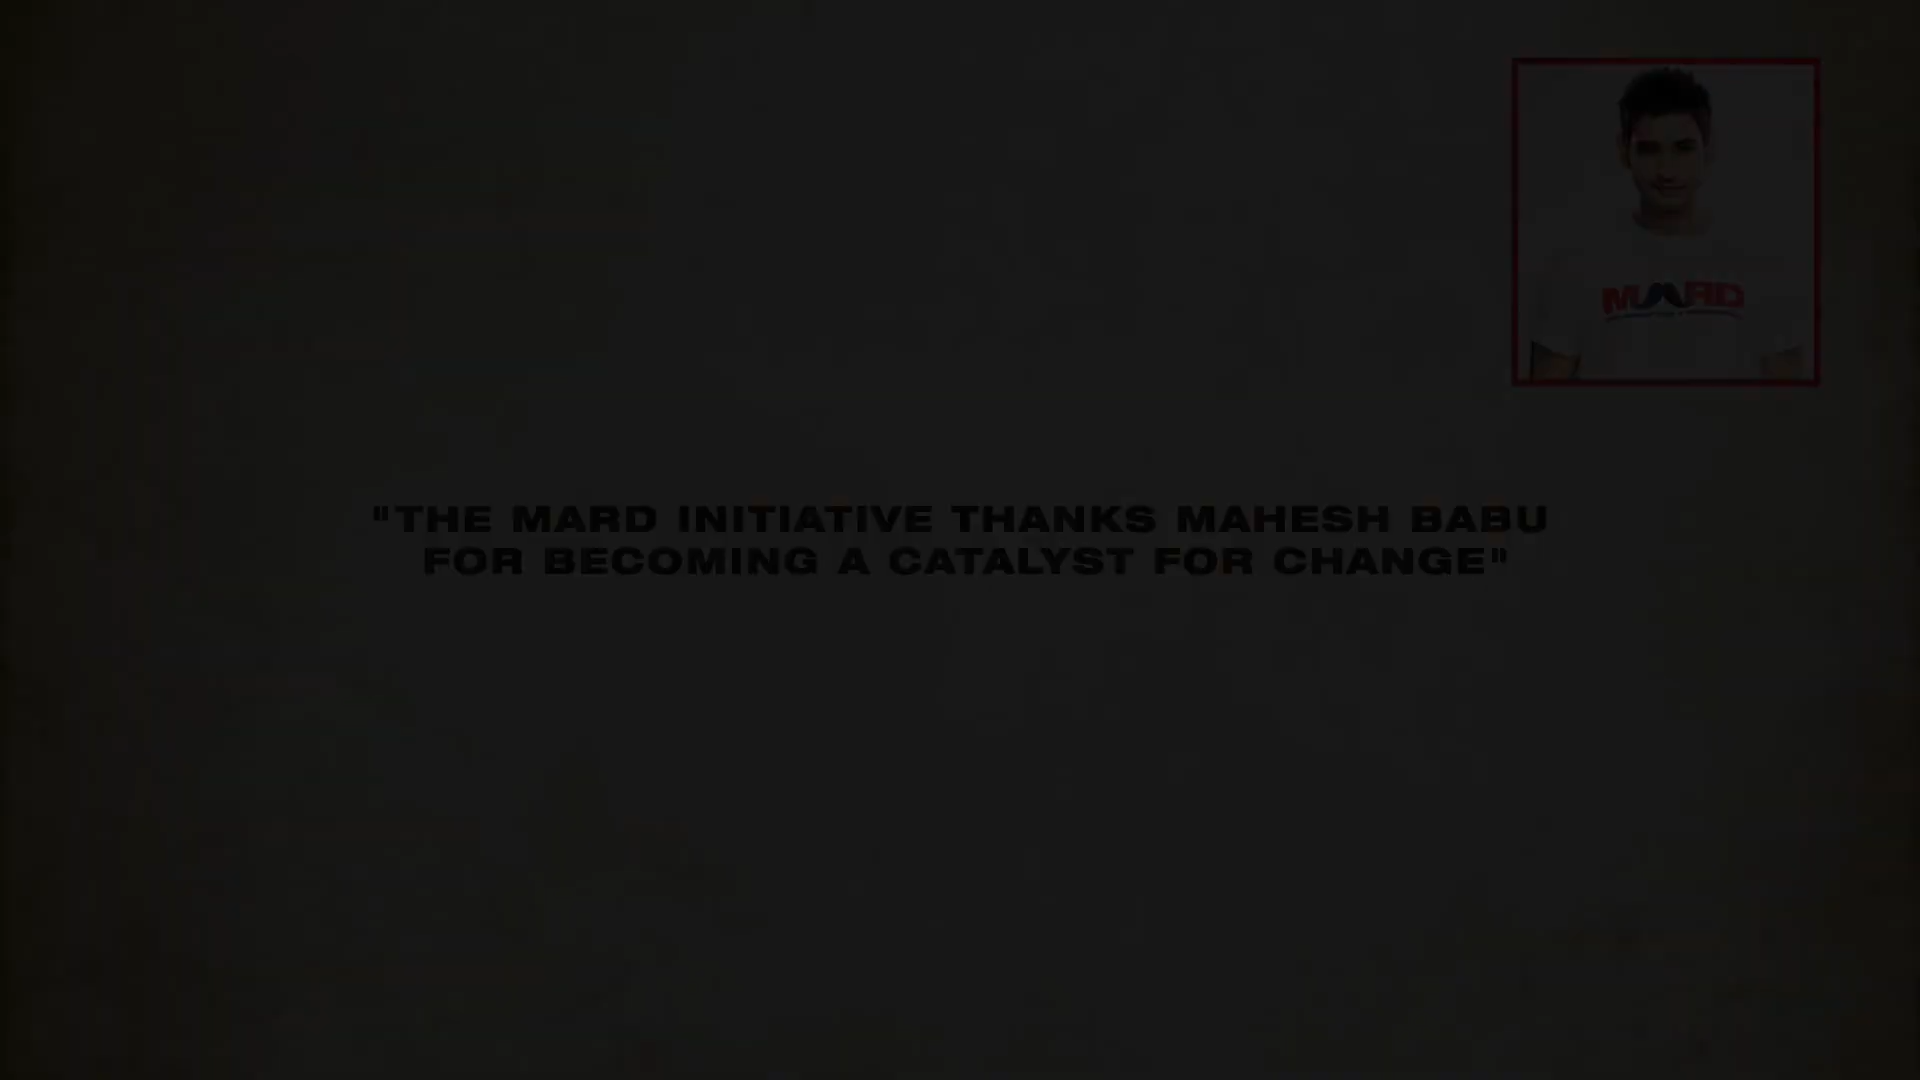 MARD
"THE MARD INITIATIVE THANKS MAHESH BABU
FOR BECOMING A CATALYST FOR CHANGE"